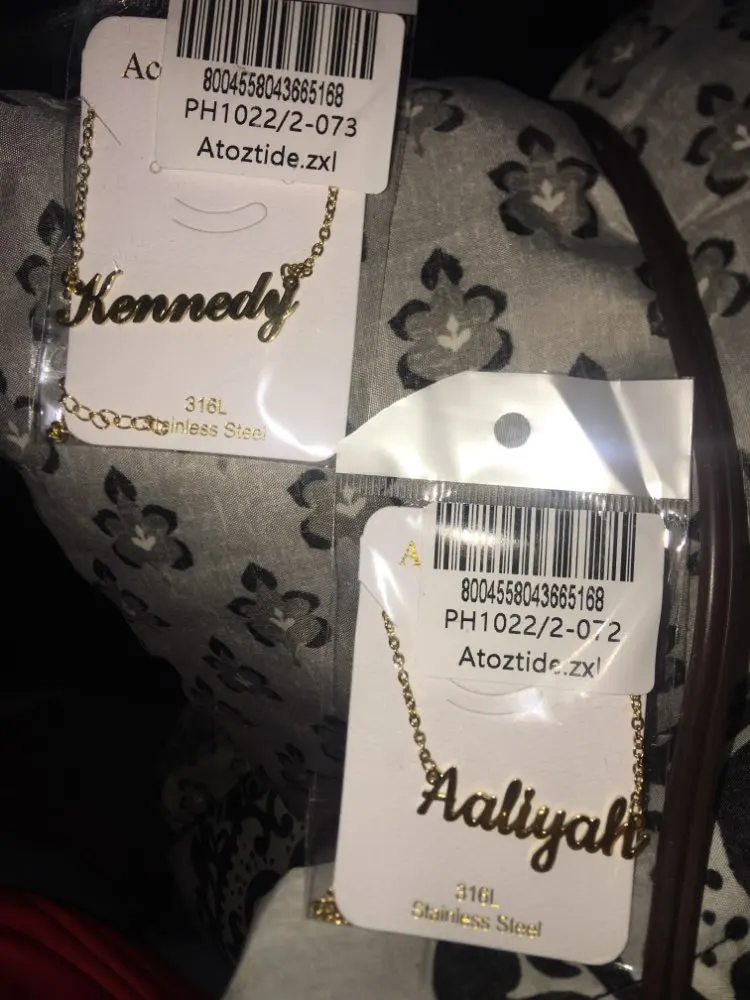 Ac
8004558043665168
PH1022/2-073
Atoztide.zxl
Kennedy
316L
Stainless Steel
A
8004558043665168
PH1022/2-072
Atoztide.zxl
Aaliyah
316L
Stainless Steel